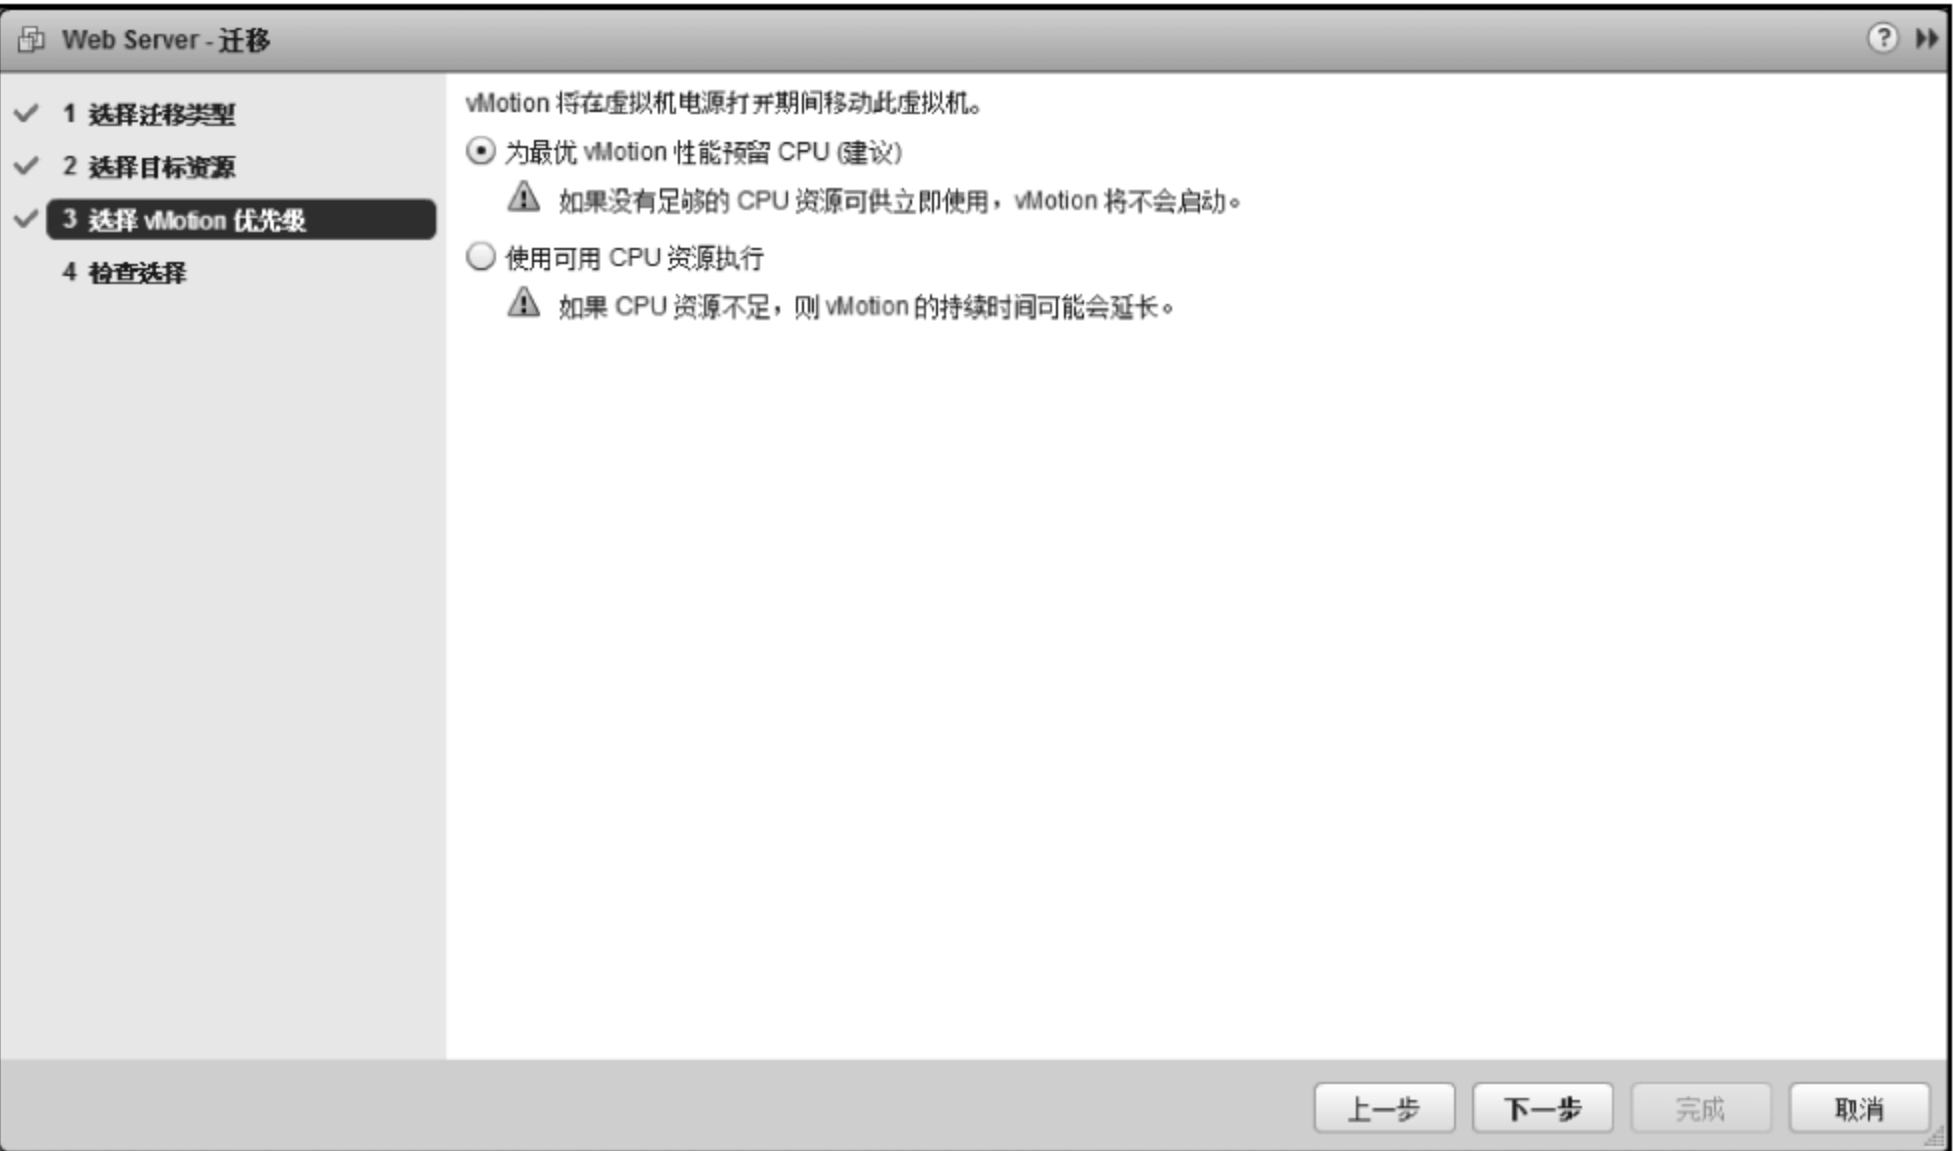 Web Server - 迁移
1 选择迁移类型
2 选择目标资源
3 选择 vMotion 优先级
4 检查选择
vMotion 将在虚拟机电源打开期间移动此虚拟机。
为最优 vMotion 性能预留 CPU (建议)
如果没有足够的 CPU 资源可供立即使用，vMotion 将不会启动。
使用可用 CPU 资源执行
如果 CPU 资源不足，则 vMotion 的持续时间可能会延长。
上一步 下一步 完成 取消